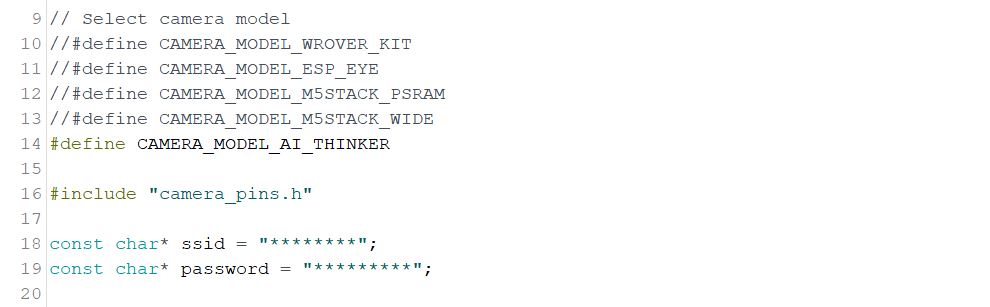 9 // Select camera model
10 //#define CAMERA_MODEL_WROVER_KIT
11 //#define CAMERA_MODEL_ESP_EYE
12 //#define CAMERA_MODEL_M5STACK_PSRAM
13 //#define CAMERA_MODEL_M5STACK_WIDE
14 #define CAMERA_MODEL_AI_THINKER
15
16 #include "camera_pins.h"
17
18 const char* ssid = "********";
19 const char* password = "*********";
20